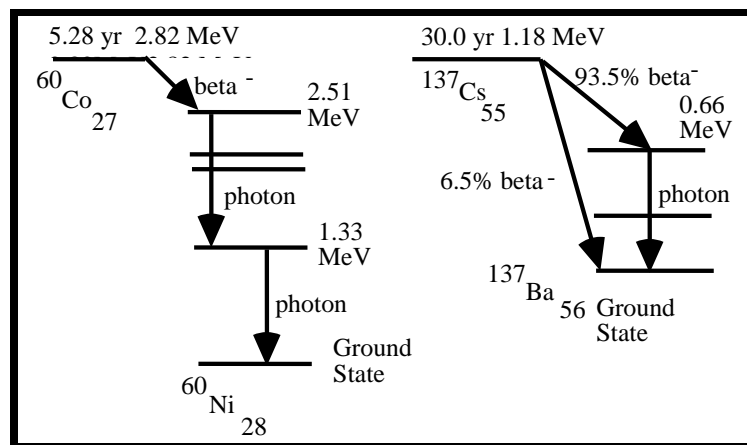 5.28 yr 2.82 MeV
60
Co
27
beta -
2.51
MeV
photon
1.33
MeV
photon
Ground
State
60
Ni
28
30.0 yr 1.18 MeV
137
Cs
55
93.5% beta-
0.66
MeV
6.5% beta-
photon
137
Ba
56 Ground
State